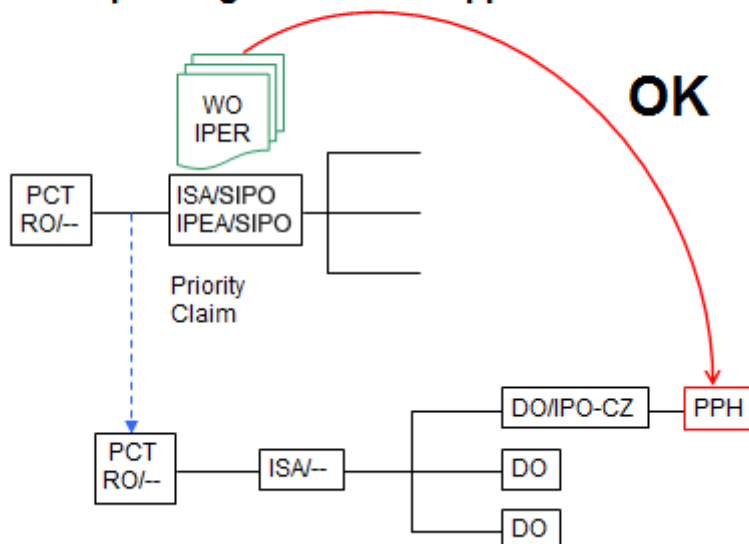 OK
WO
IPER
PCT
RO/--
ISA/SIPO
IPEA/SIPO
Priority
Claim
DO/IPO-CZ
PPH
PCT
RO/--
ISA/--
DO
DO